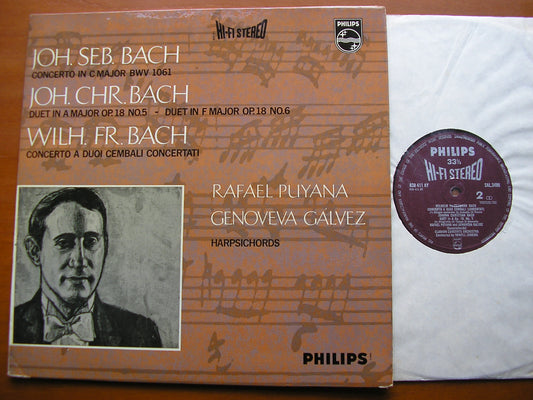 HI-FI STEREO
PHILIPS
JOH. SEB. BACH
CONCERTO IN C MAJOR BWV 1061
JOH. CHR. BACH
DUET IN A MAJOR OP. 18 NO. 5 - DUET IN F MAJOR OP. 18 NO. 6
WILH. FR. BACH
CONCERTO A DUOI CEMBALI CONCERTATI
RAFAEL PUYANA
GENOVEVA GÁLVEZ
HARPSICHORDS
PHILIPS
PHILIPS
33⅓
HI-FI STEREO
2